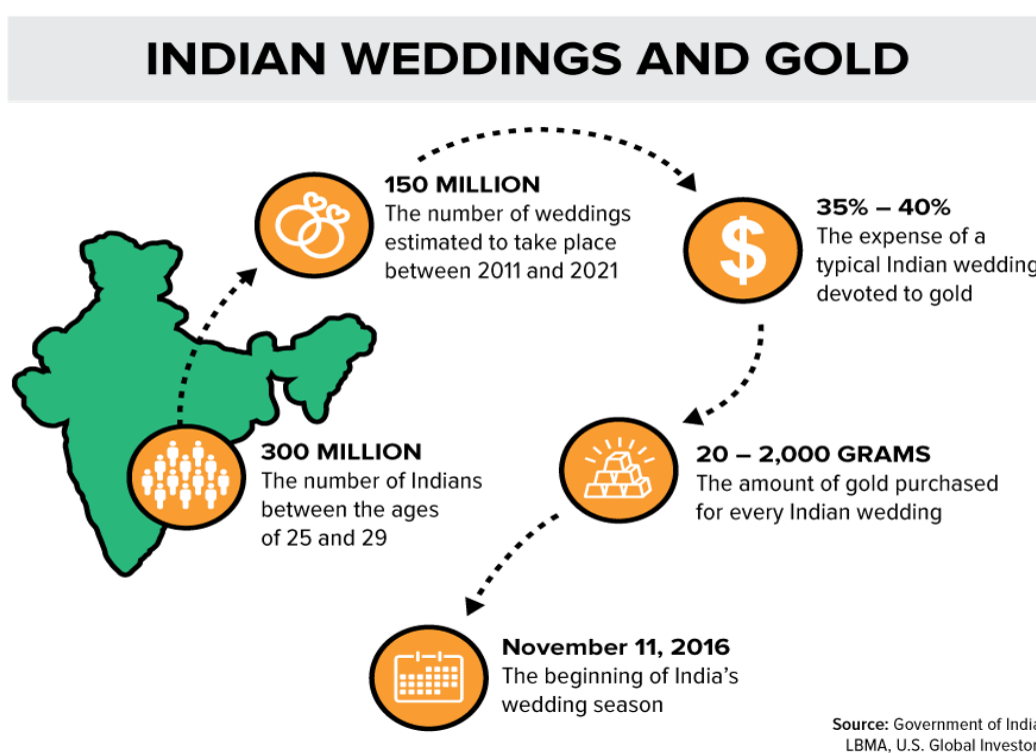 INDIAN WEDDINGS AND GOLD
150 MILLION
The number of weddings
estimated to take place
between 2011 and 2021
35% – 40%
The expense of a
typical Indian wedding
devoted to gold
300 MILLION
The number of Indians
between the ages
of 25 and 29
20 – 2,000 GRAMS
The amount of gold purchased
for every Indian wedding
November 11, 2016
The beginning of India’s
wedding season
Source: Government of India
LBMA, U.S. Global Investor